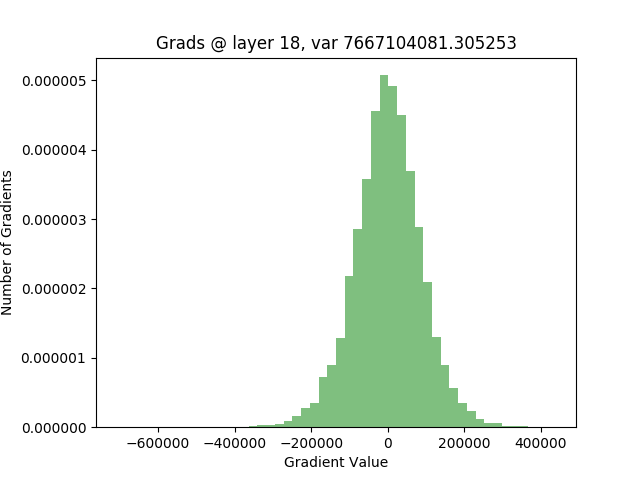 Grads @ layer 18, var 7667104081.305253
Number of Gradients
0.000005
0.000004
0.000003
0.000002
0.000001
0.000000
−600000 −400000 −200000 0 200000 400000
Gradient Value